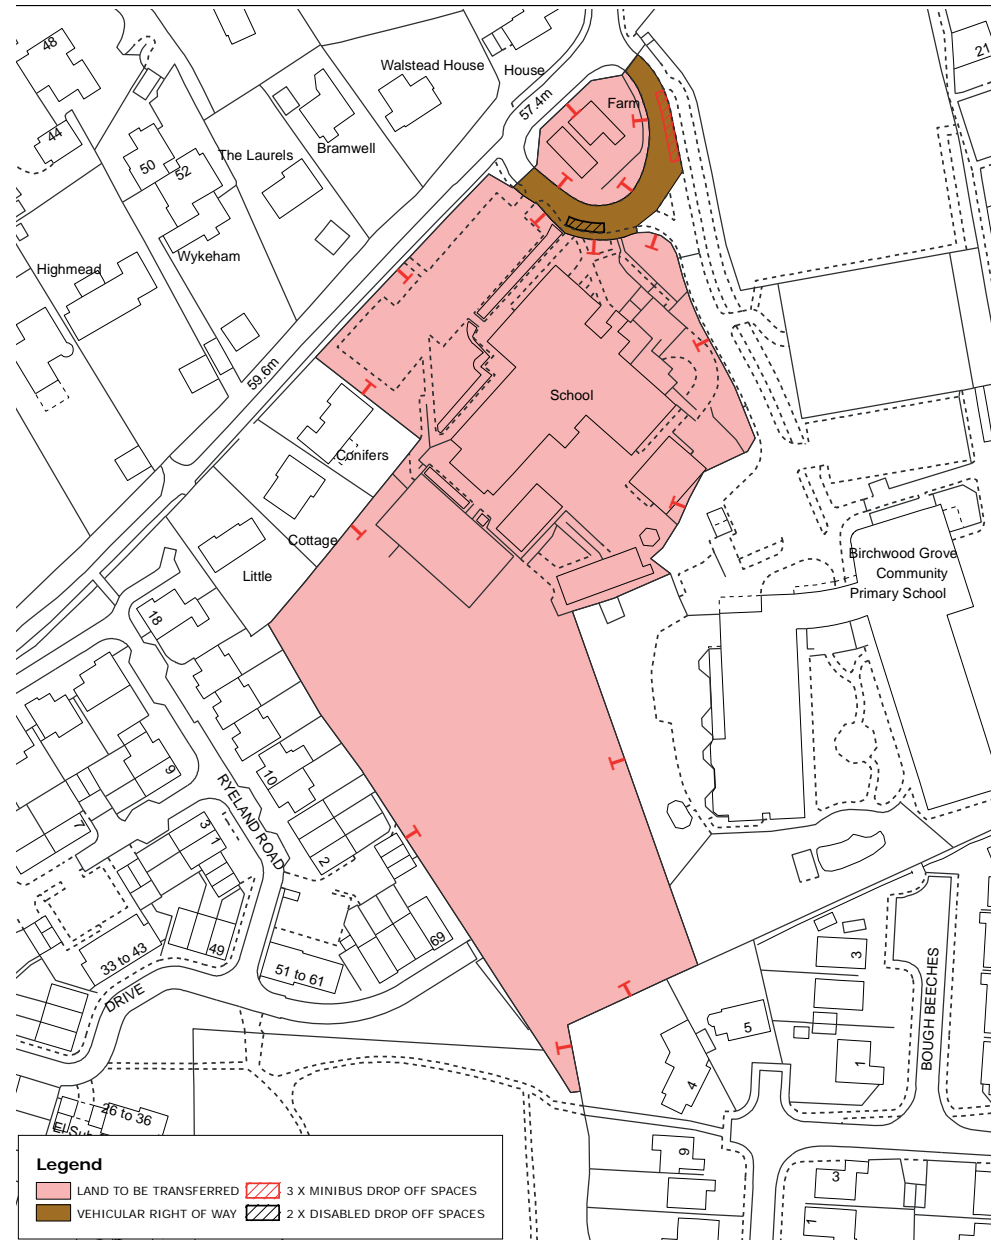 48
21
Walstead House
House
57.4m
Farm
44
50
52
The Laurels
Bramwell
Wykeham
Highmead
59.6m
School
Conifers
Cottage
Little
Birchwood Grove
Community
Primary School
18
9
10
RYELAND ROAD
7
3
1
2
69
49
33 to 43
51 to 61
DRIVE
3
5
1
4
BOUGH BEECHES
26 to 36
El Sub
9
3
1
Legend
LAND TO BE TRANSFERRED
3 X MINIBUS DROP OFF SPACES
VEHICULAR RIGHT OF WAY
2 X DISABLED DROP OFF SPACES